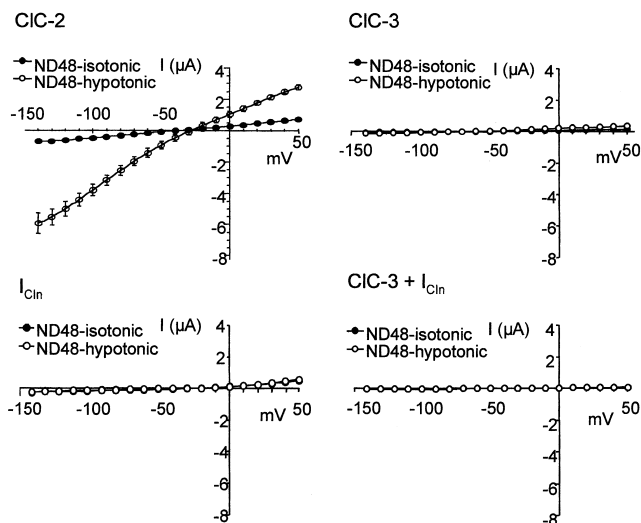 ClC-2
ND48-isotonic
ND48-hypotonic
I (µA)
4
2
-150
-100
-50
50
mV
-2
-4
-6
-8
ClC-3
ND48-isotonic
ND48-hypotonic
I (µA)
4
2
-150
-100
-50
50
mV
-2
-4
-6
-8
ICln
ND48-isotonic
ND48-hypotonic
I (µA)
4
2
-150
-100
-50
50
mV
-2
-4
-6
-8
ClC-3 + ICln
ND48-isotonic
ND48-hypotonic
I (µA)
4
2
-150
-100
-50
50
mV
-2
-4
-6
-8